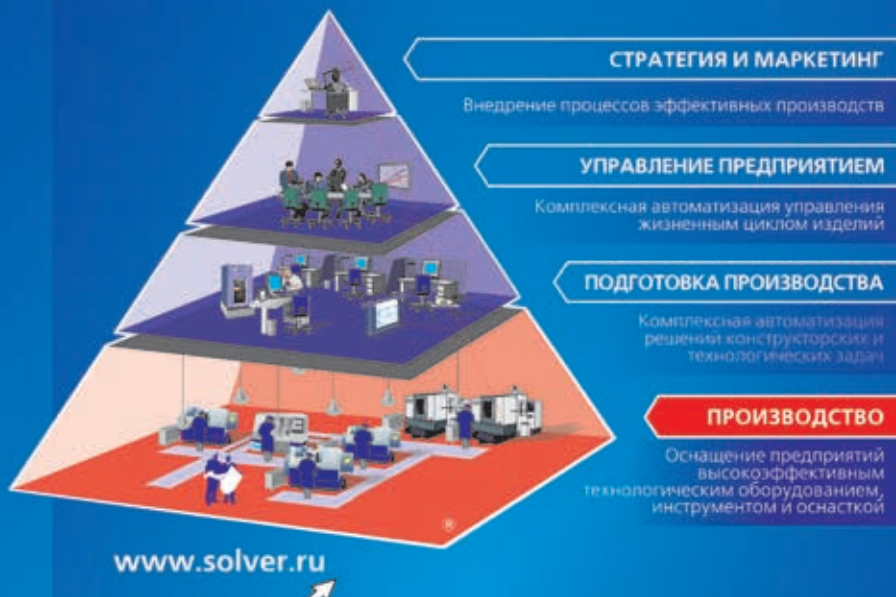 СТРАТЕГИЯ И МАРКЕТИНГ
Внедрение процессов эффективных производств
УПРАВЛЕНИЕ ПРЕДПРИЯТИЕМ
Комплексная автоматизация управления
жизненным циклом изделий
ПОДГОТОВКА ПРОИЗВОДСТВА
Комплексная автоматизация
решений конструкторских и
технологических задач
ПРОИЗВОДСТВО
Оснащение предприятий
высокоэффективным
технологическим оборудованием,
инструментом и оснасткой
®
www.solver.ru